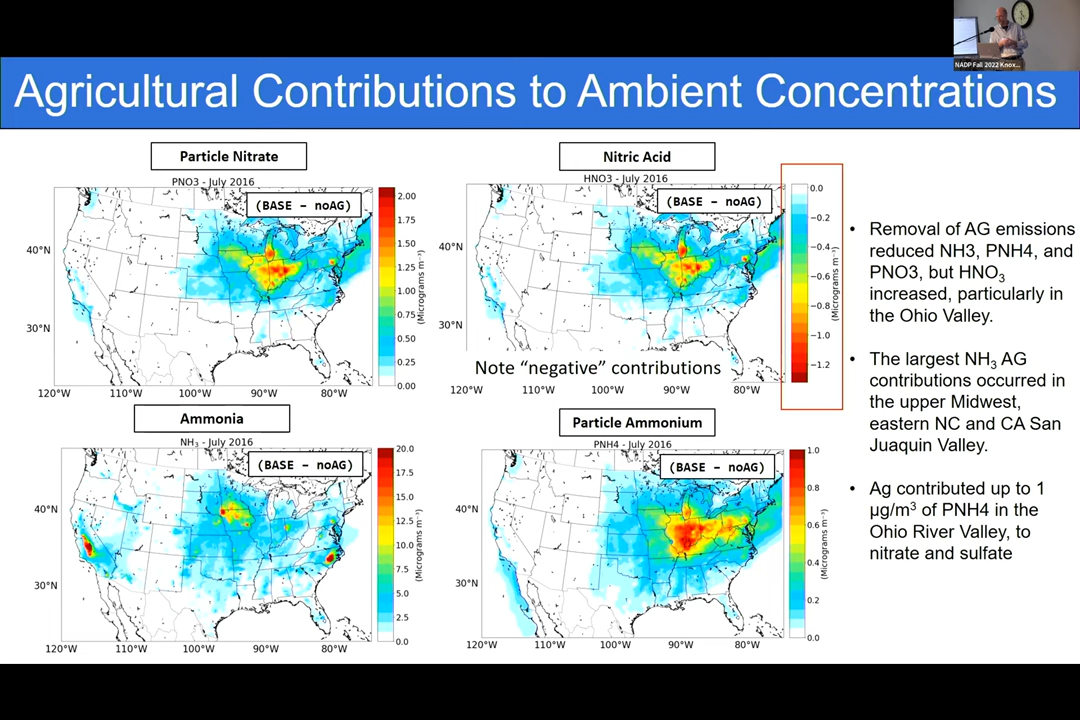 NADP Fall 2022 Knox...
Agricultural Contributions to Ambient Concentrations
Particle Nitrate
PNO3 - July 2016
(BASE – noAG)
40°N
30°N
120°W 110°W 100°W 90°W 80°W
2.00
1.75
1.50
1.25
1.00
0.75
0.50
0.25
0.00
(Micrograms m⁻³)
Nitric Acid
HNO3 - July 2016
(BASE – noAG)
40°N
30°N
Note “negative” contributions
120°W 110°W 100°W 90°W 80°W
0.0
−0.2
−0.4
−0.6
−0.8
−1.0
−1.2
(Micrograms m⁻³)
Ammonia
NH₃ - July 2016
(BASE – noAG)
40°N
30°N
120°W 110°W 100°W 90°W 80°W
20.0
17.5
15.0
12.5
10.0
7.5
5.0
2.5
0.0
(Micrograms m⁻³)
Particle Ammonium
PNH4 - July 2016
(BASE – noAG)
40°N
30°N
120°W 110°W 100°W 90°W 80°W
1.0
0.8
0.6
0.4
0.2
0.0
(Micrograms m⁻³)
• Removal of AG emissions
reduced NH3, PNH4, and
PNO3, but HNO₃
increased, particularly in
the Ohio Valley.
• The largest NH₃ AG
contributions occurred in
the upper Midwest,
eastern NC and CA San
Juaquin Valley.
• Ag contributed up to 1
µg/m³ of PNH4 in the
Ohio River Valley, to
nitrate and sulfate